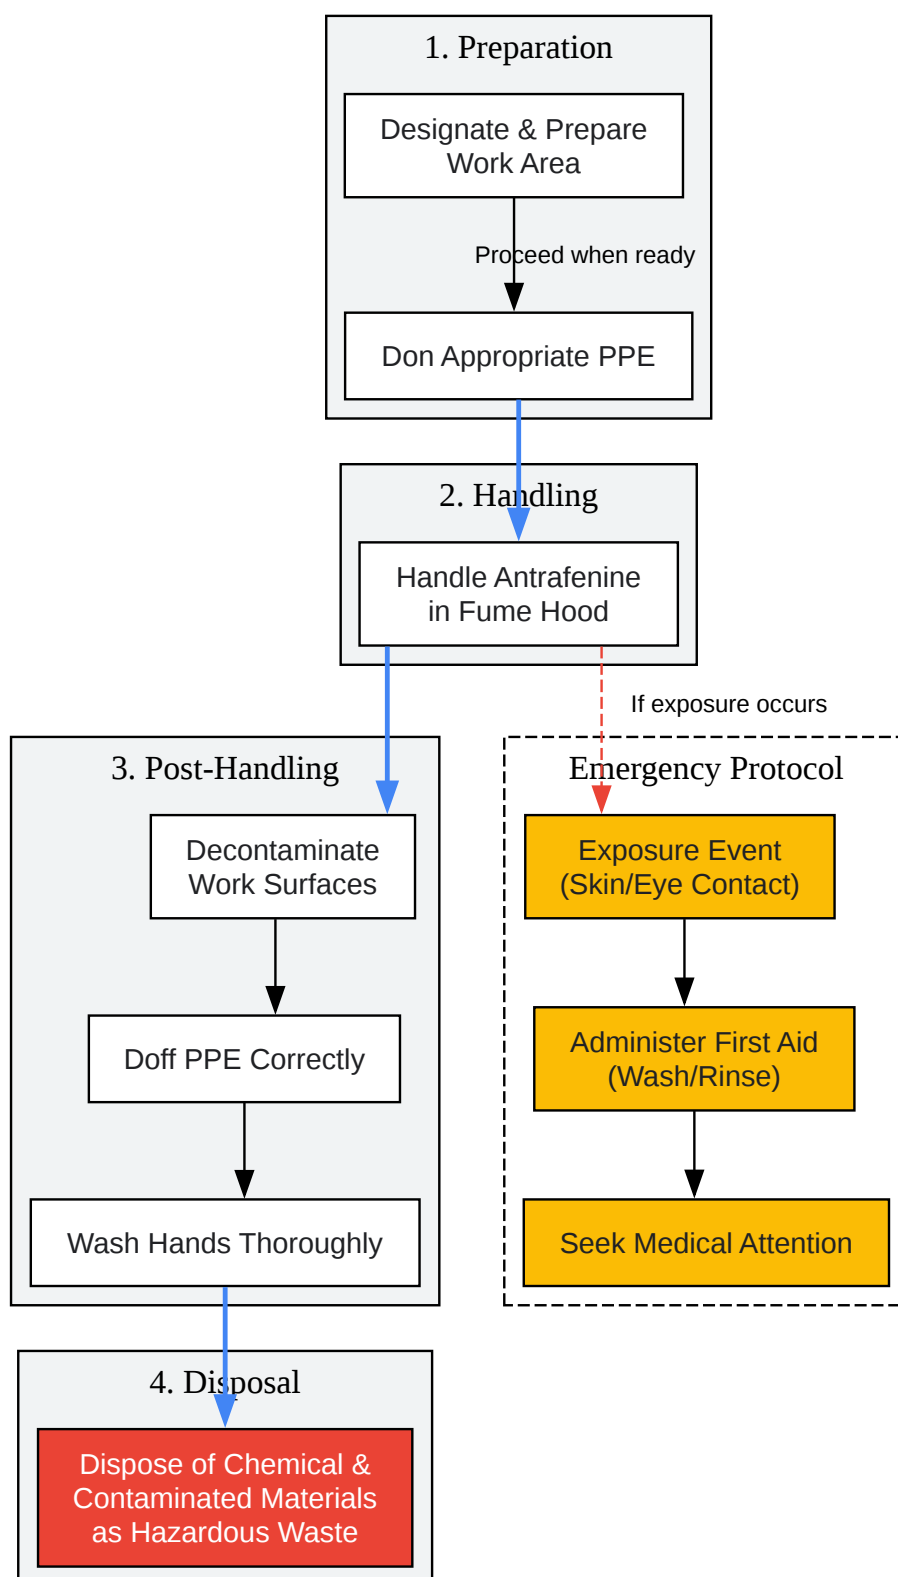 1. Preparation
Designate & Prepare
Work Area
Proceed when ready
Don Appropriate PPE
2. Handling
Handle Antrafenine
in Fume Hood
If exposure occurs
3. Post-Handling
Decontaminate
Work Surfaces
Doff PPE Correctly
Wash Hands Thoroughly
Emergency Protocol
Exposure Event
(Skin/Eye Contact)
Administer First Aid
(Wash/Rinse)
Seek Medical Attention
4. Disposal
Dispose of Chemical &
Contaminated Materials
as Hazardous Waste